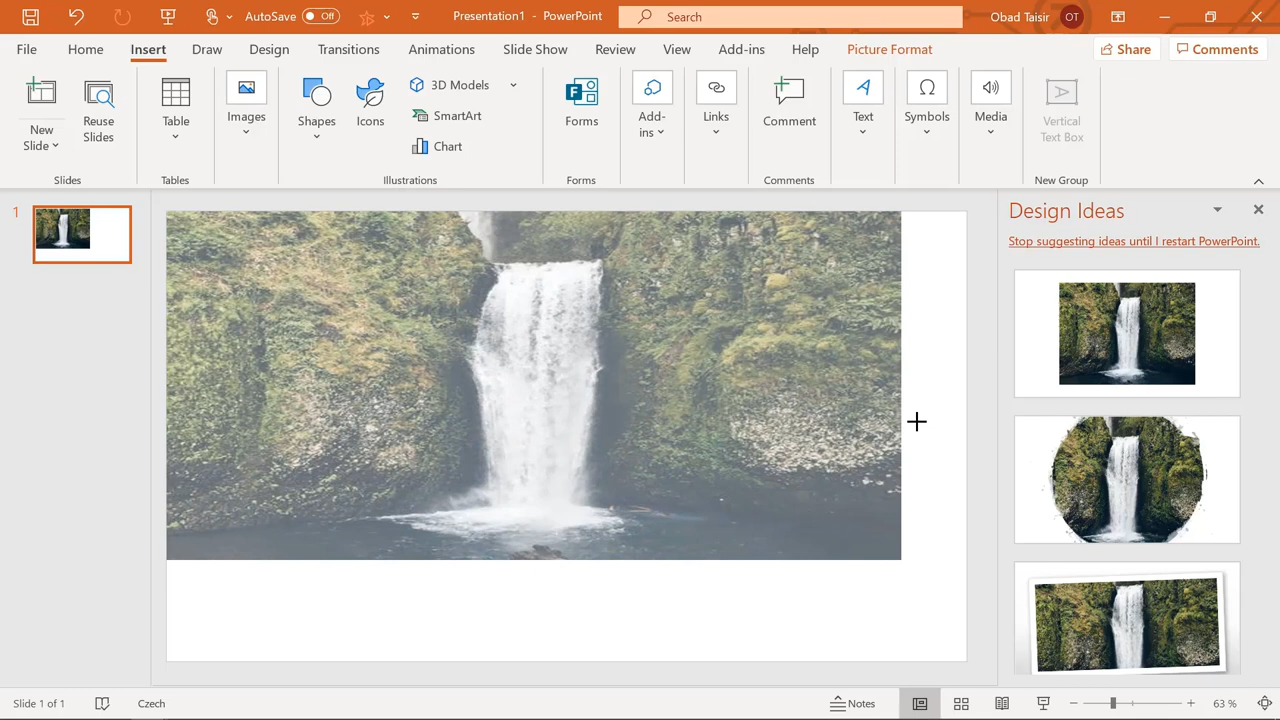 AutoSave Off Presentation1 - PowerPoint Search Obad Taisir OT
File Home Insert Draw Design Transitions Animations Slide Show Review View Add-ins Help Picture Format Share Comments
New Slide
Reuse Slides
Table
Images
Shapes
Icons
3D Models
SmartArt
Chart
Forms
Add-ins
Links
Comment
Text
Symbols
Media
Vertical Text Box
Slides Tables Illustrations Forms Comments New Group
1
Design Ideas
Stop suggesting ideas until I restart PowerPoint.
Slide 1 of 1 Czech Notes 63 %